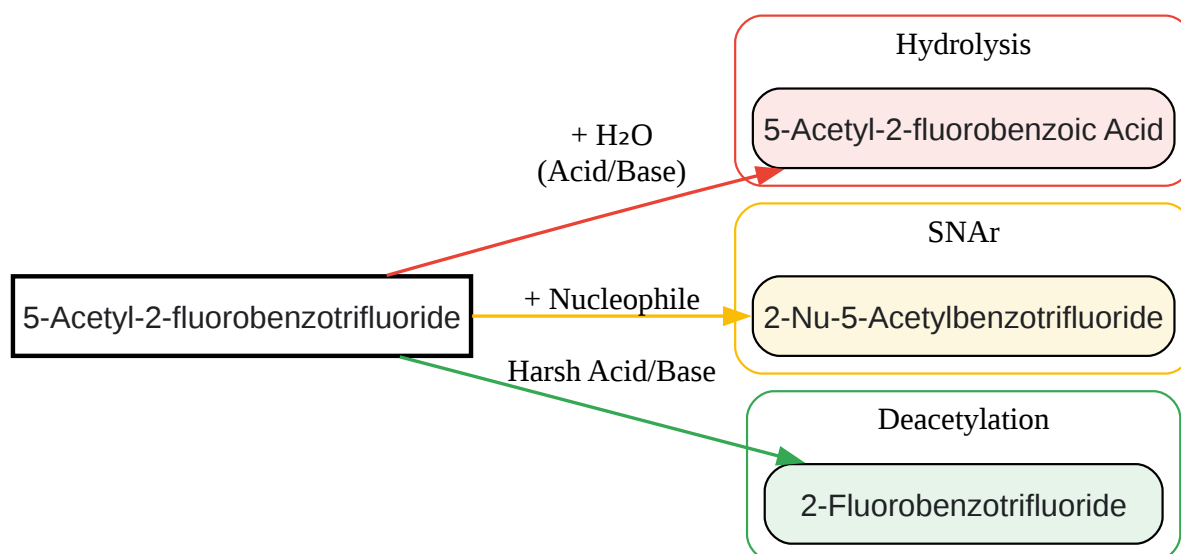 Hydrolysis
5-Acetyl-2-fluorobenzoic Acid
+ H₂O
(Acid/Base)
SNAr
5-Acetyl-2-fluorobenzotrifluoride
+ Nucleophile
2-Nu-5-Acetylbenzotrifluoride
Harsh Acid/Base
Deacetylation
2-Fluorobenzotrifluoride